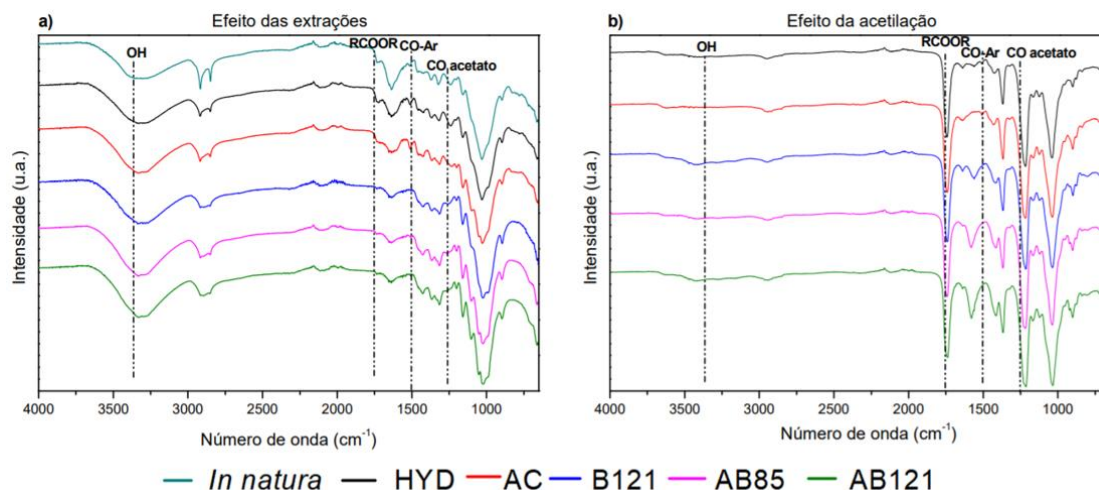 a) Efeito das extrações
OH
RCOOR
CO-Ar
CO acetato
Intensidade (u.a.)
4000 3500 3000 2500 2000 1500 1000
Número de onda (cm⁻¹)
b) Efeito da acetilação
OH
RCOOR
CO-Ar
CO acetato
Intensidade (u.a.)
4000 3500 3000 2500 2000 1500 1000
Número de onda (cm⁻¹)
In natura HYD AC B121 AB85 AB121